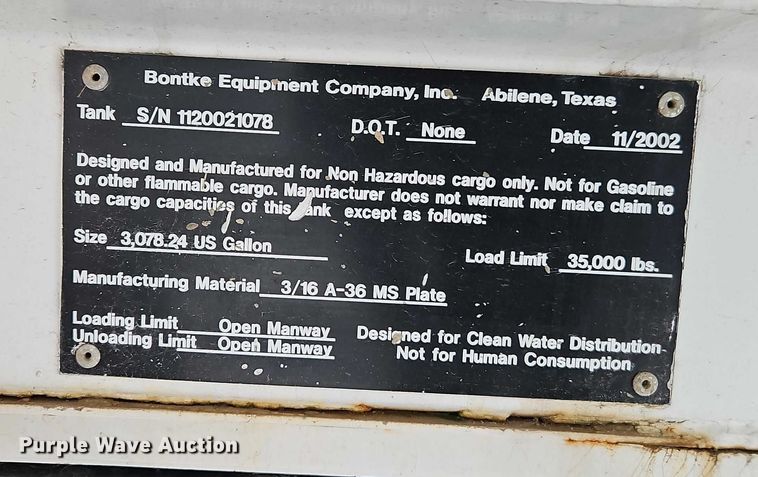 Bontke Equipment Company, Inc. Abilene, Texas
Tank S/N 1120021078 D.O.T. None Date 11/2002
Designed and Manufactured for Non Hazardous cargo only. Not for Gasoline
or other flammable cargo. Manufacturer does not warrant nor make claim to
the cargo capacities of this tank except as follows:
Size 3,078.24 US Gallon Load Limit 35,000 lbs.
Manufacturing Material 3/16 A-36 MS Plate
Loading Limit Open Manway
Unloading Limit Open Manway
Designed for Clean Water Distribution
Not for Human Consumption
Purple Wave Auction